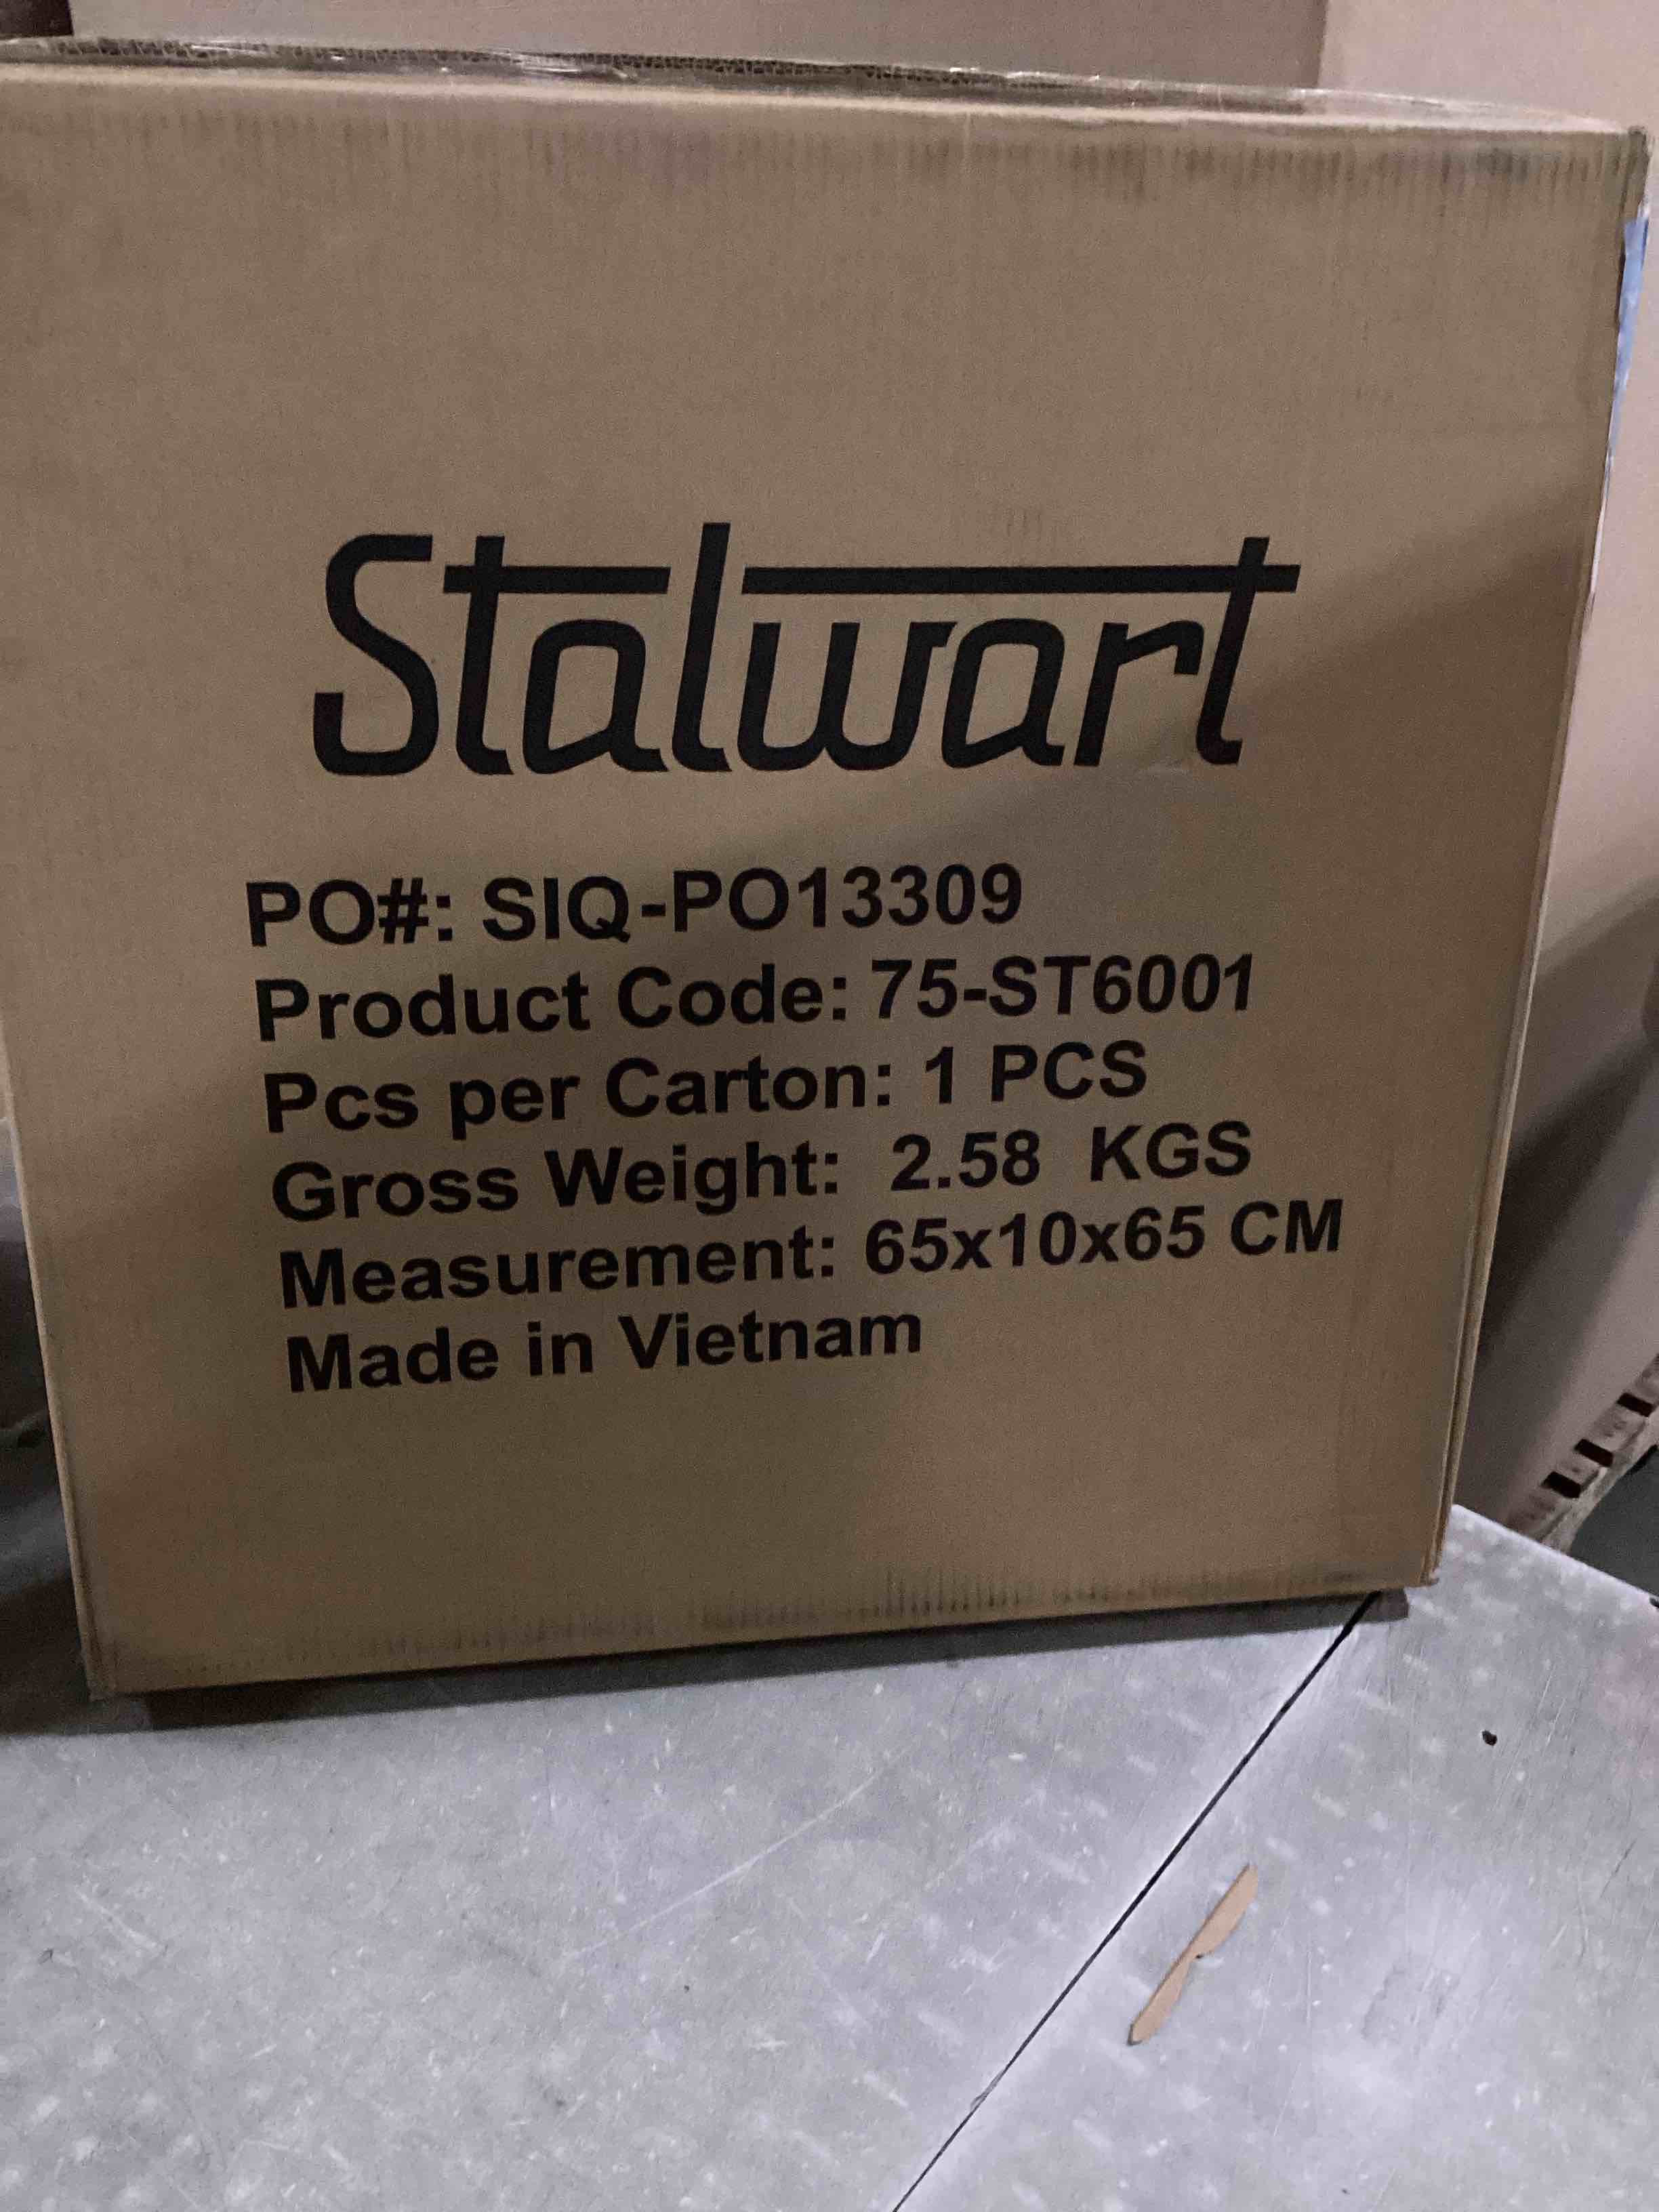 Stalwart
PO#: SIQ-PO13309
Product Code: 75-ST6001
Pcs per Carton: 1 PCS
Gross Weight: 2.58 KGS
Measurement: 65x10x65 CM
Made in Vietnam